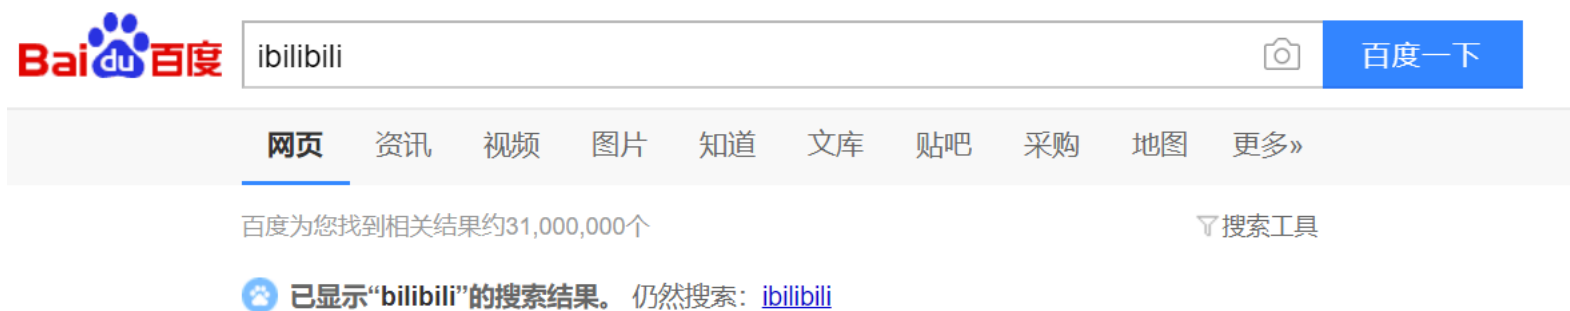 Bai du 百度 ibilibili 百度一下
网页 资讯 视频 图片 知道 文库 贴吧 采购 地图 更多»
百度为您找到相关结果约31,000,000个 搜索工具
已显示“bilibili”的搜索结果。 仍然搜索：ibilibili